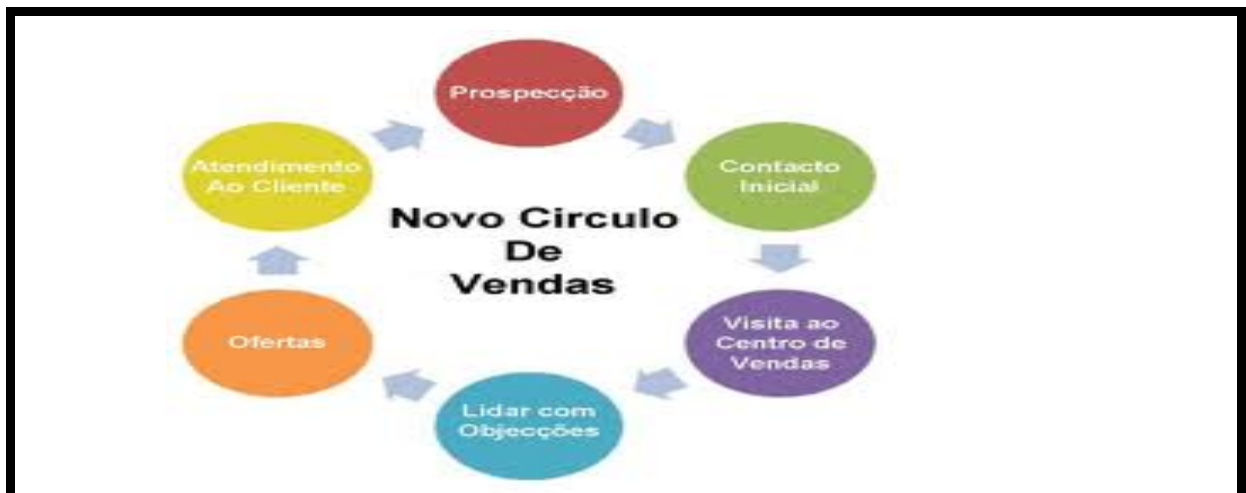 Prospecção
Contacto
Inicial
Visita ao
Centro de
Vendas
Lidar com
Objecções
Ofertas
Atendimento
Ao Cliente
Novo Circulo
De
Vendas